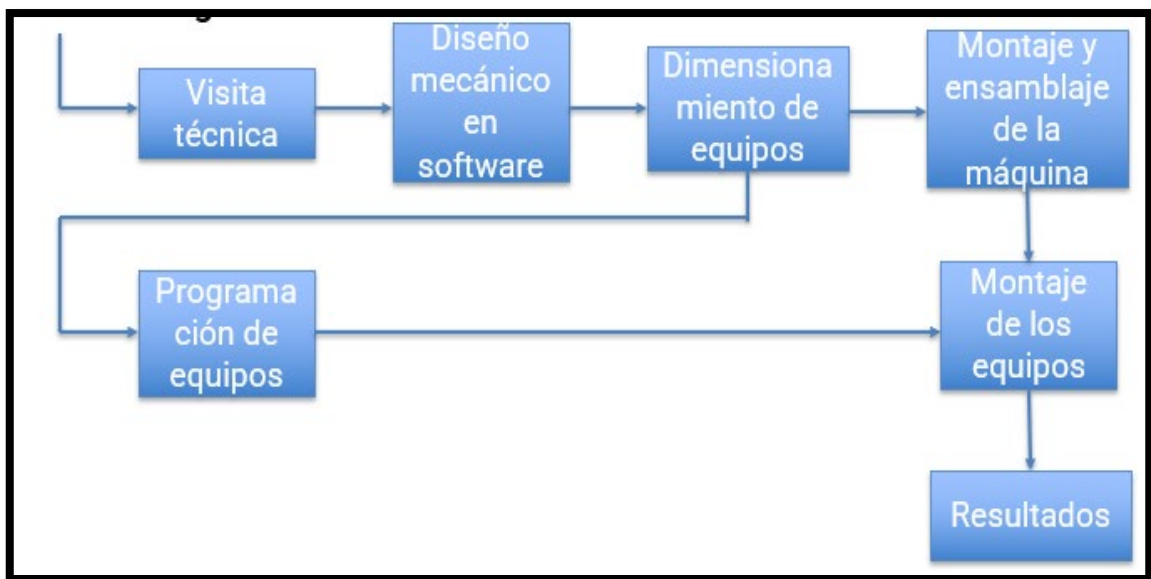 Visita
técnica
Diseño
mecánico
en
software
Dimensiona
miento de
equipos
Montaje y
ensamblaje
de la
máquina
Programa
ción de
equipos
Montaje
de los
equipos
Resultados